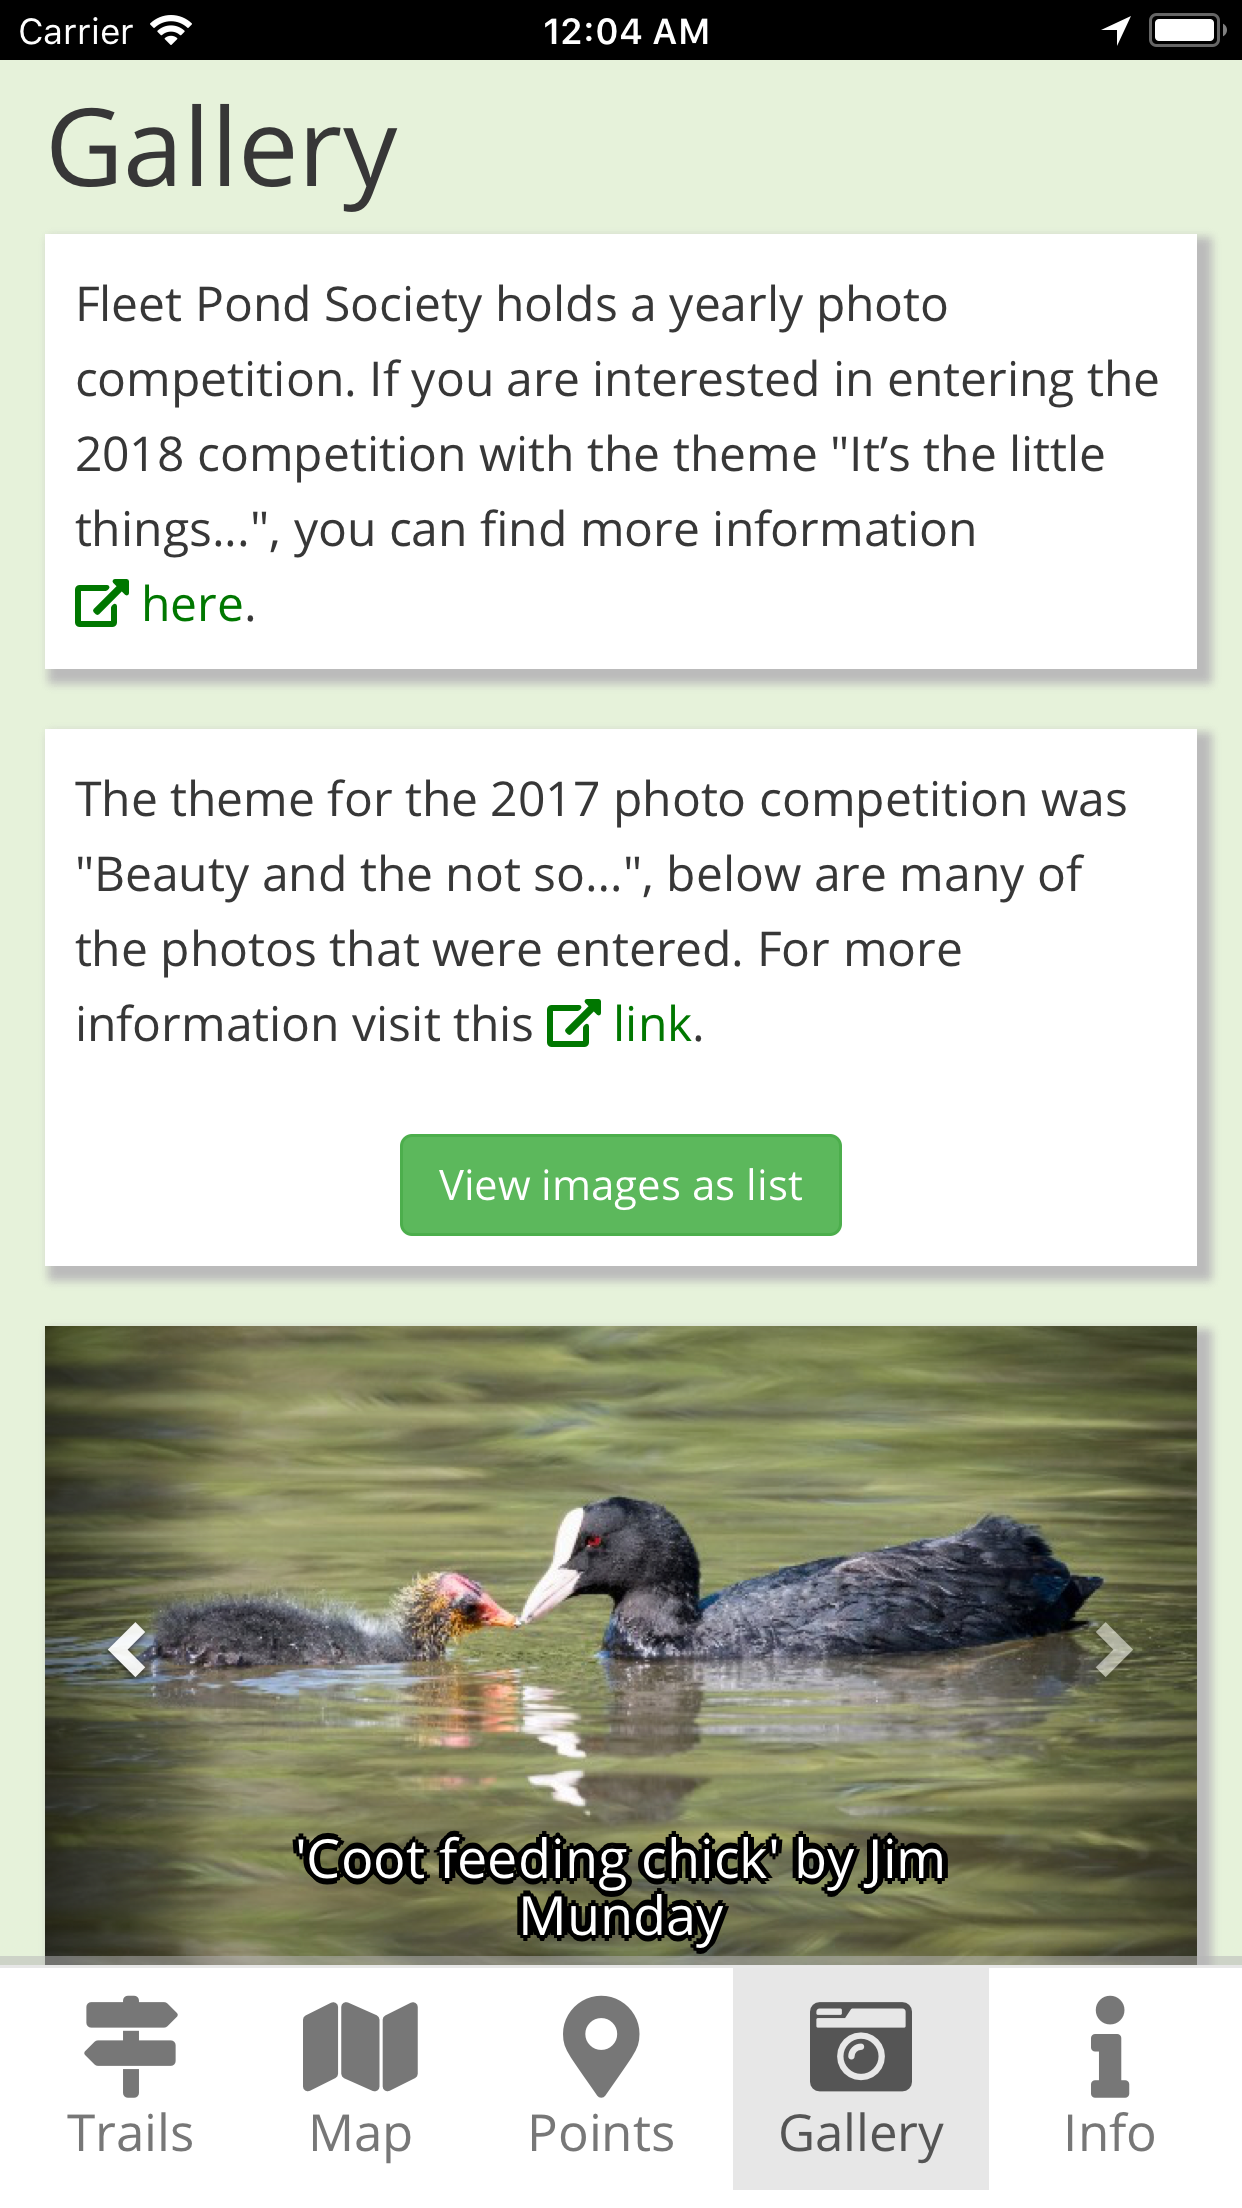 Carrier 12:04 AM
Gallery
Fleet Pond Society holds a yearly photo
competition. If you are interested in entering the
2018 competition with the theme "It’s the little
things...", you can find more information
here.
The theme for the 2017 photo competition was
"Beauty and the not so...", below are many of
the photos that were entered. For more
information visit this link.
View images as list
'Coot feeding chick' by Jim
Munday
Trails Map Points Gallery Info